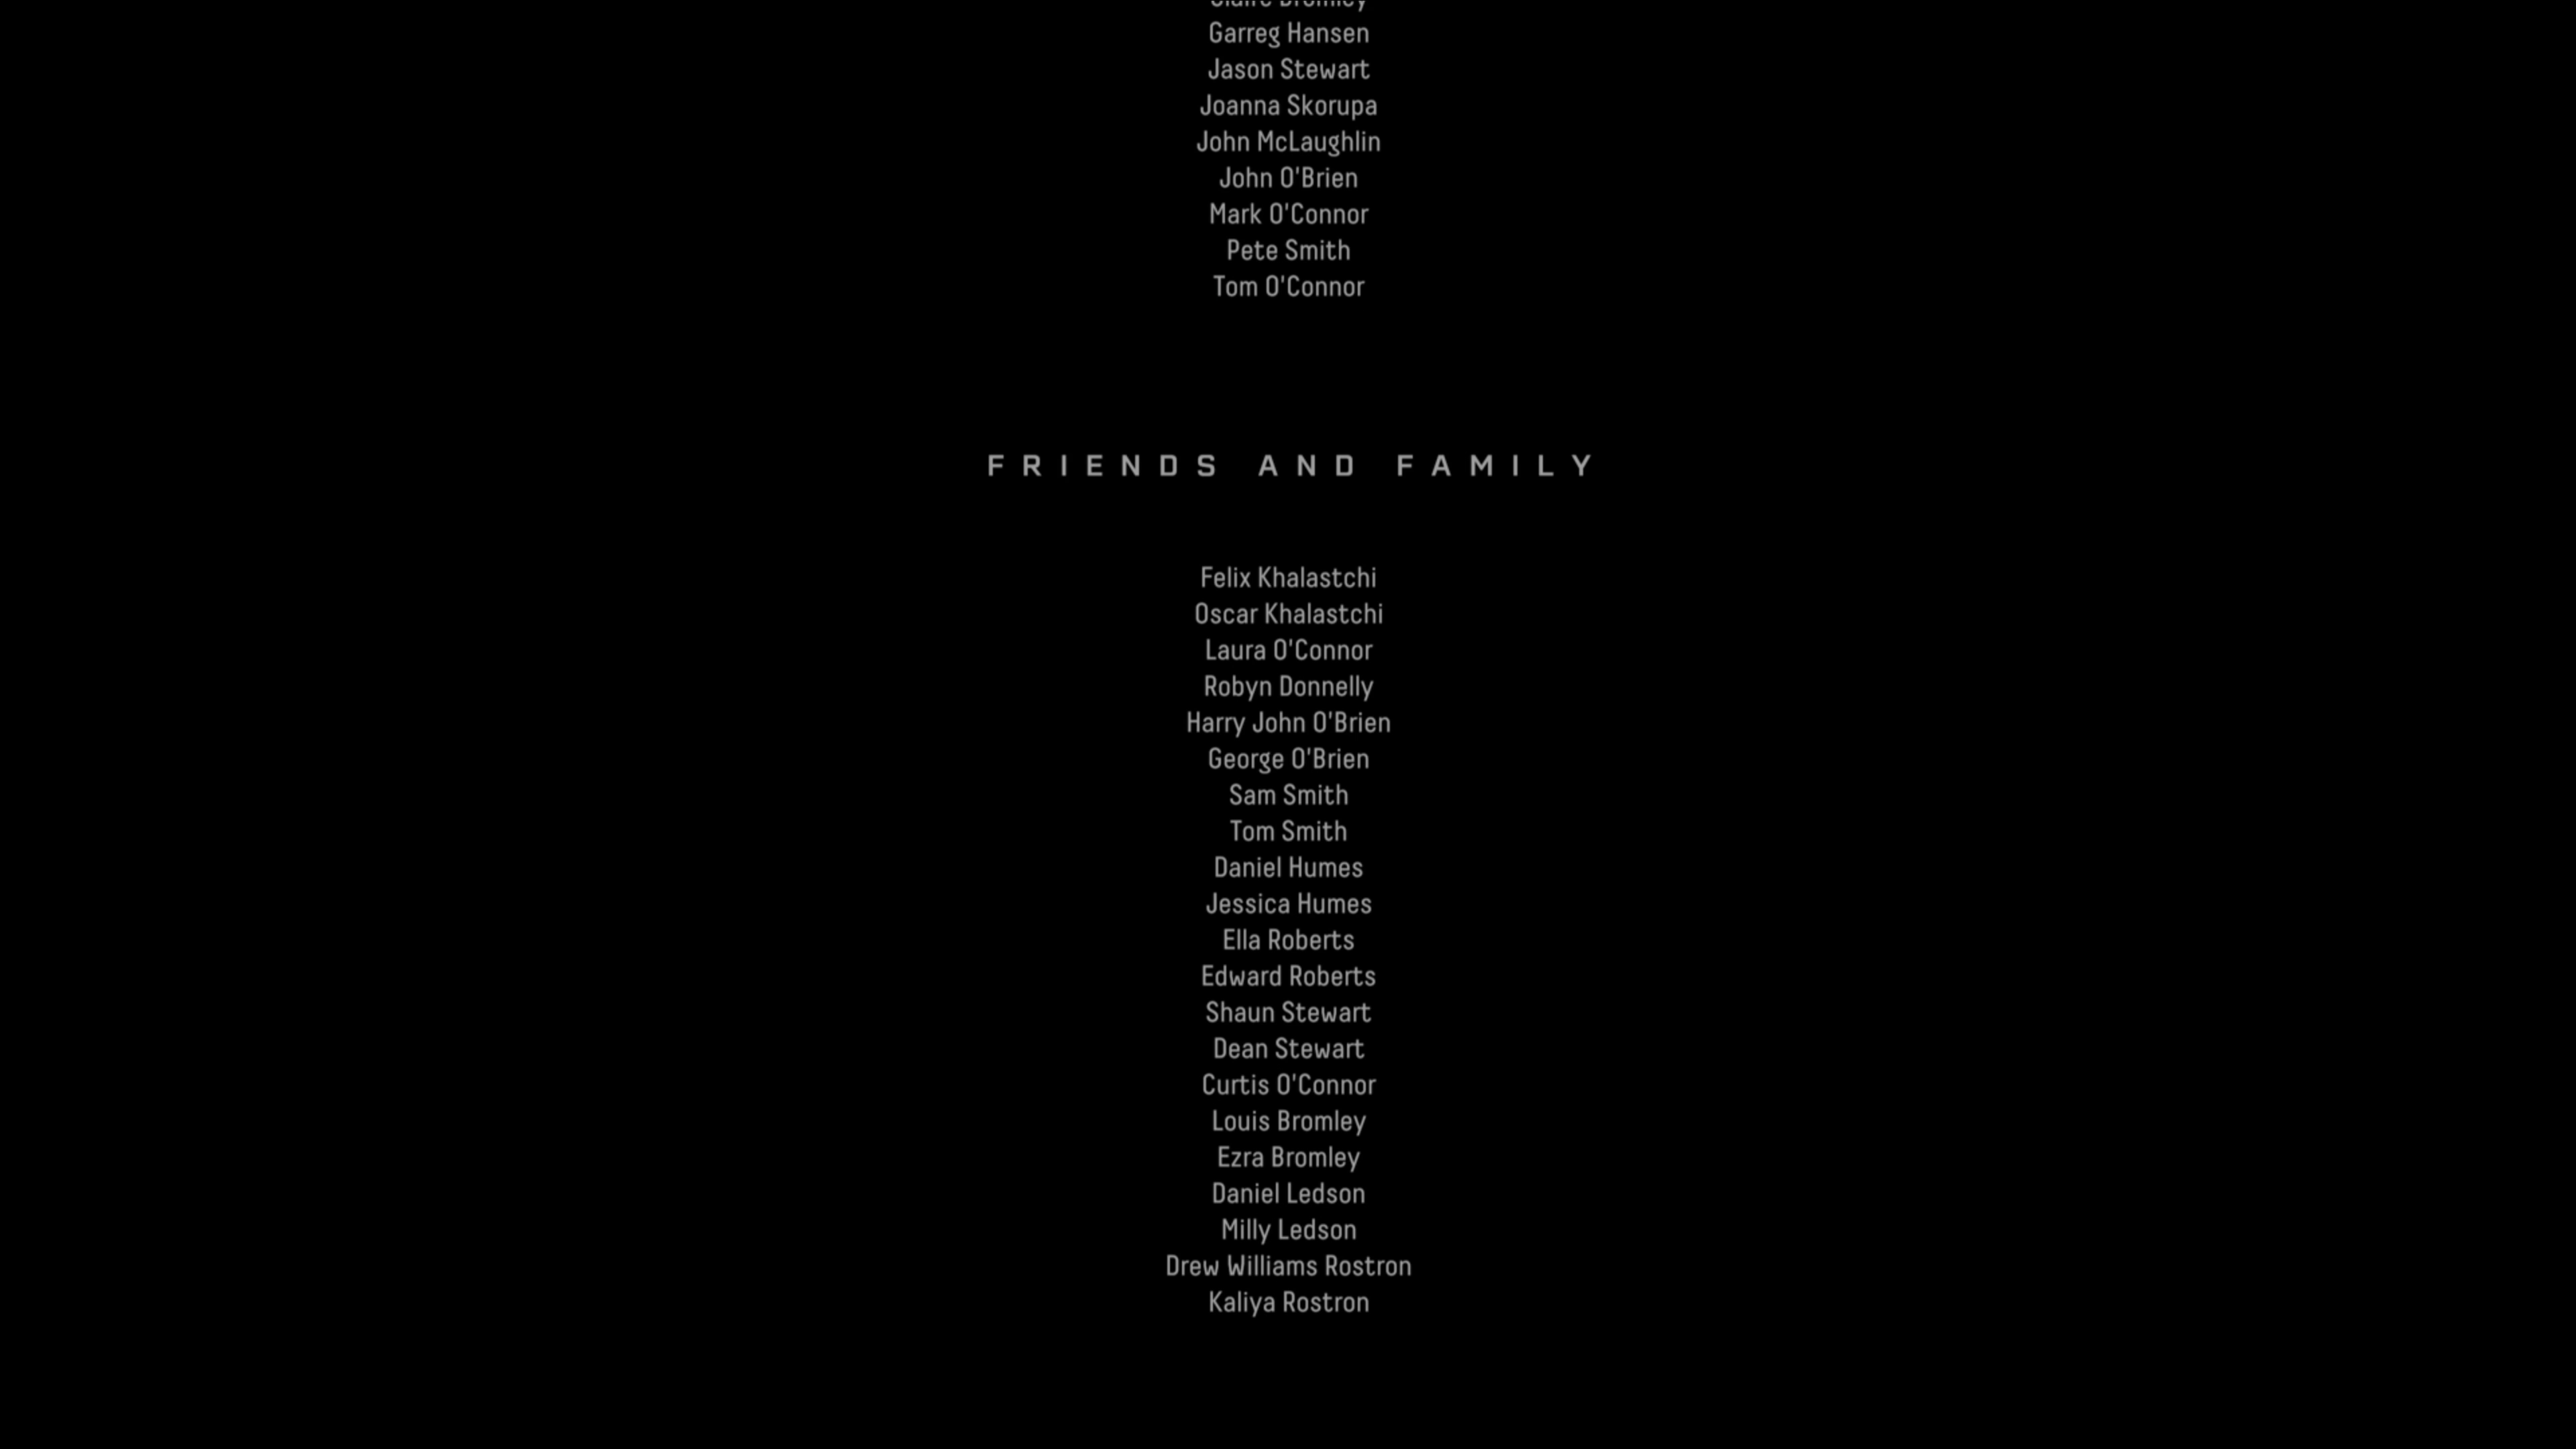 Claire Bromley
Garreg Hansen
Jason Stewart
Joanna Skorupa
John McLaughlin
John O'Brien
Mark O'Connor
Pete Smith
Tom O'Connor
FRIENDS AND FAMILY
Felix Khalastchi
Oscar Khalastchi
Laura O'Connor
Robyn Donnelly
Harry John O'Brien
George O'Brien
Sam Smith
Tom Smith
Daniel Humes
Jessica Humes
Ella Roberts
Edward Roberts
Shaun Stewart
Dean Stewart
Curtis O'Connor
Louis Bromley
Ezra Bromley
Daniel Ledson
Milly Ledson
Drew Williams Rostron
Kaliya Rostron